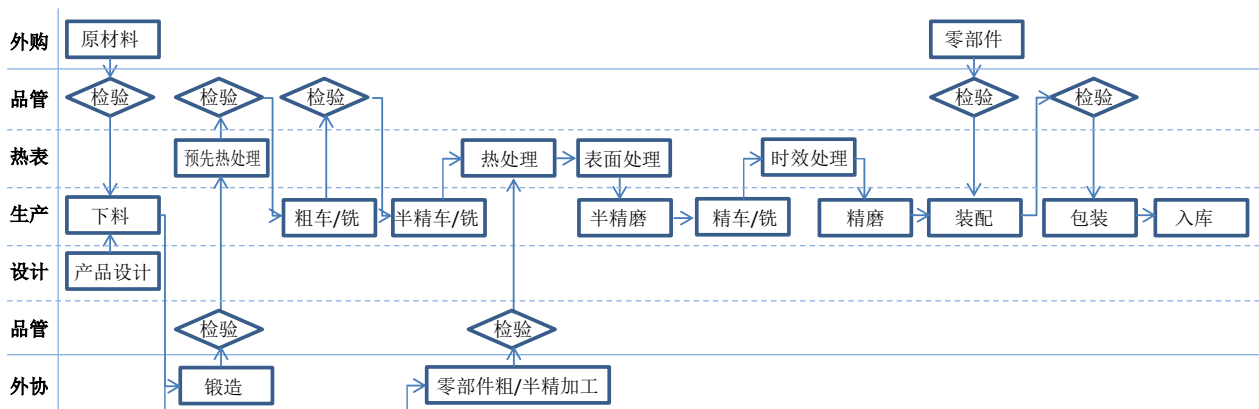 外购
原材料
零部件
品管
检验
检验
检验
检验
检验
热表
预先热处理
热处理
表面处理
时效处理
生产
下料
粗车/铣
半精车/铣
半精磨
精车/铣
精磨
装配
包装
入库
设计
产品设计
品管
检验
检验
外协
锻造
零部件粗/半精加工